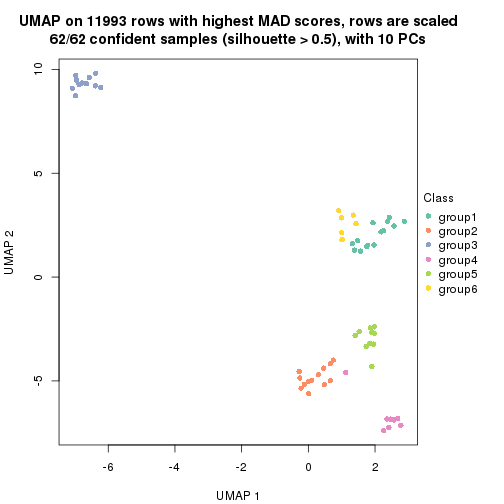 UMAP on 11993 rows with highest MAD scores, rows are scaled
62/62 confident samples (silhouette > 0.5), with 10 PCs
10
5
0
-5
UMAP 2
-6
-4
-2
0
2
UMAP 1
Class
group1
group2
group3
group4
group5
group6